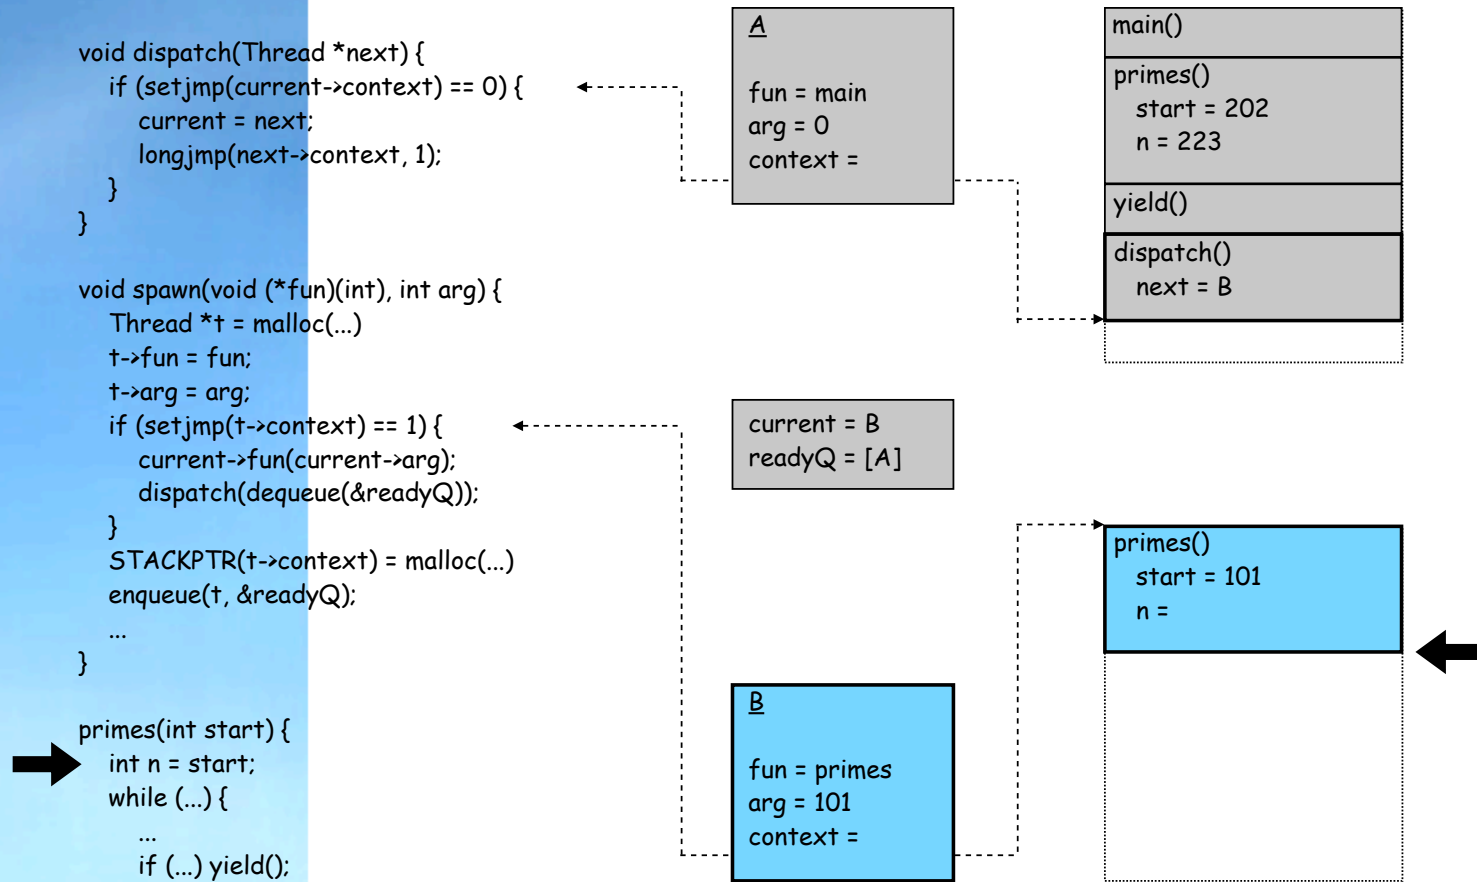 void dispatch(Thread *next) {
if (setjmp(current->context) == 0) {
current = next;
longjmp(next->context, 1);
}
}
void spawn(void (*fun)(int), int arg) {
Thread *t = malloc(...)
t->fun = fun;
t->arg = arg;
if (setjmp(t->context) == 1) {
current->fun(current->arg);
dispatch(dequeue(&readyQ));
}
STACKPTR(t->context) = malloc(...)
enqueue(t, &readyQ);
...
}
primes(int start) {
int n = start;
while (...) {
...
if (...) yield();
A
fun = main
arg = 0
context =
current = B
readyQ = [A]
B
fun = primes
arg = 101
context =
main()
primes()
start = 202
n = 223
yield()
dispatch()
next = B
primes()
start = 101
n =